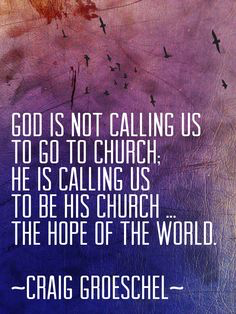 GOD IS NOT CALLING US
TO GO TO CHURCH;
HE IS CALLING US
TO BE HIS CHURCH ...
THE HOPE OF THE WORLD.
~CRAIG GROESCHEL~